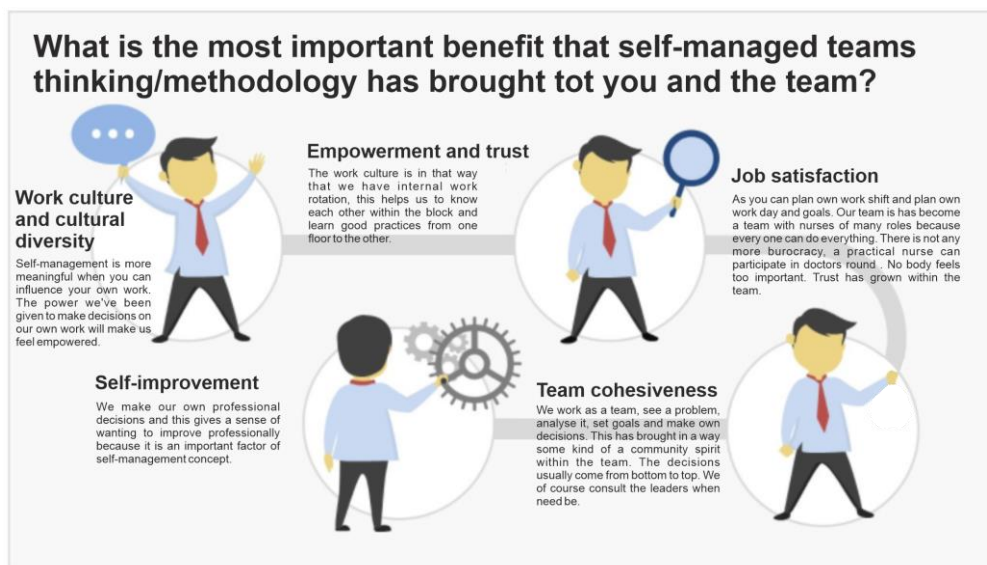 What is the most important benefit that self-managed teams
thinking/methodology has brought tot you and the team?
Work culture
and cultural
diversity
Self-management is more
meaningful when you can
influence your own work.
The power we've been
given to make decisions on
our own work will make us
feel empowered.
Empowerment and trust
The work culture is in that way
that we have internal work
rotation, this helps us to know
each other within the block and
learn good practices from one
floor to the other.
Job satisfaction
As you can plan own work shift and plan own
work day and goals. Our team is has become
a team with nurses of many roles because
every one can do everything. There is not any
more burocracy, a practical nurse can
participate in doctors round . No body feels
too important. Trust has grown within the
team.
Self-improvement
We make our own professional
decisions and this gives a sense of
wanting to improve professionally
because it is an important factor of
self-management concept.
Team cohesiveness
We work as a team, see a problem,
analyse it, set goals and make own
decisions. This has brought in a way
some kind of a community spirit
within the team. The decisions
usually come from bottom to top. We
of course consult the leaders when
need be.